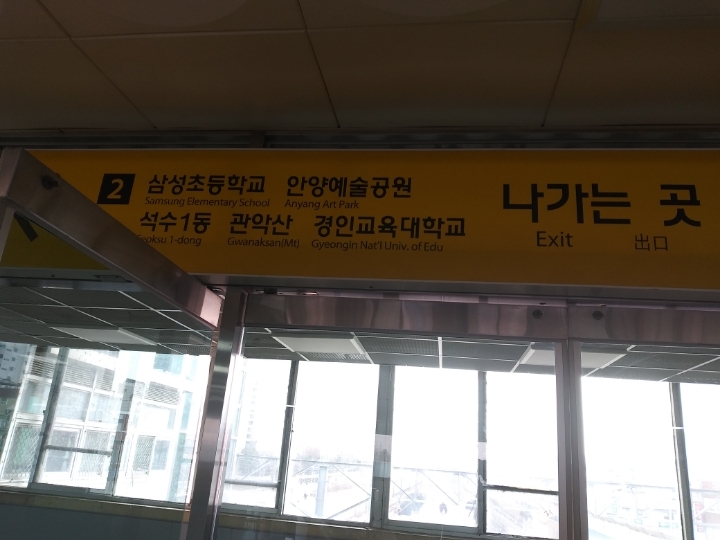 2 삼성초등학교 안양예술공원
Samsung Elementary School Anyang Art Park
석수1동 관악산 경인교육대학교
Seoksu 1-dong Gwanaksan(Mt) Gyeongin Nat'l Univ. of Edu
나가는 곳
Exit 出口